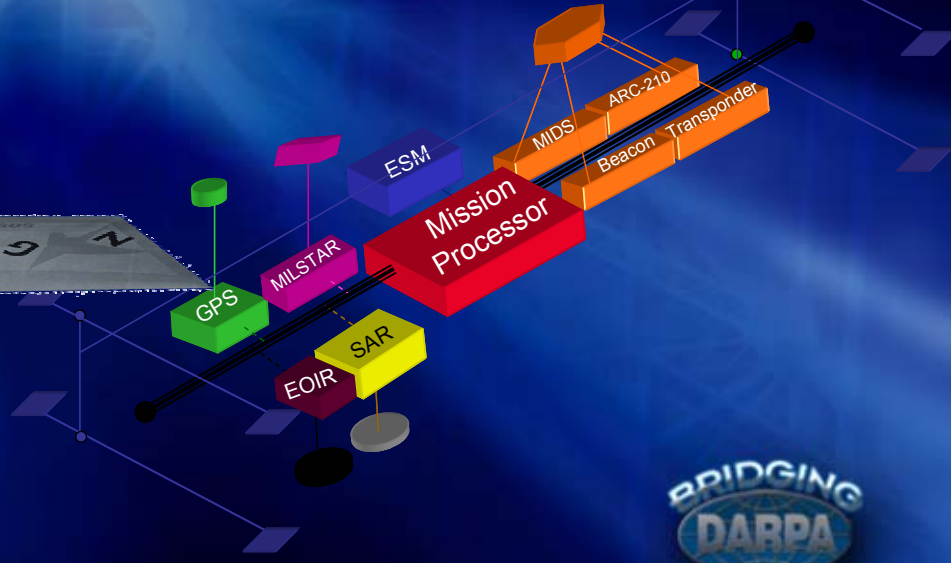 ARC-210
MIDS
Transponder
Beacon
ESM
Mission
Processor
MILSTAR
GPS
SAR
EOIR
N
G
BRIDGING
DARPA